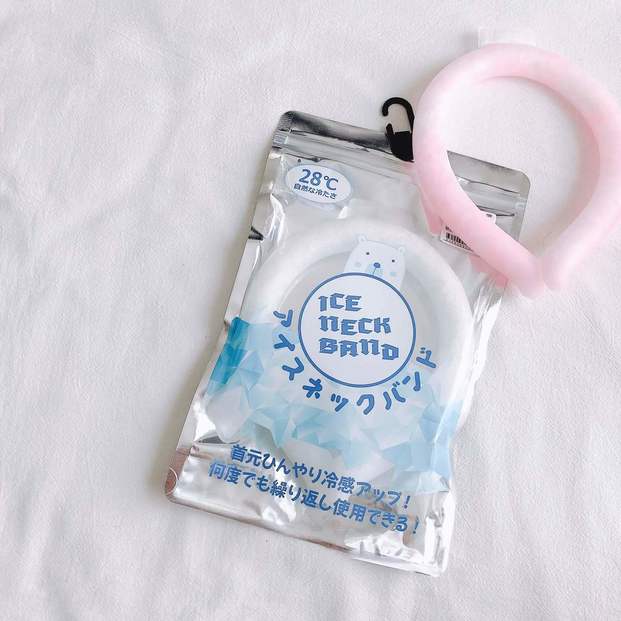 28℃
自然な冷たさ
ICE
NECK
BAND
アイスネックバンド
首元ひんやり冷感アップ!
何度でも繰り返し使用できる!